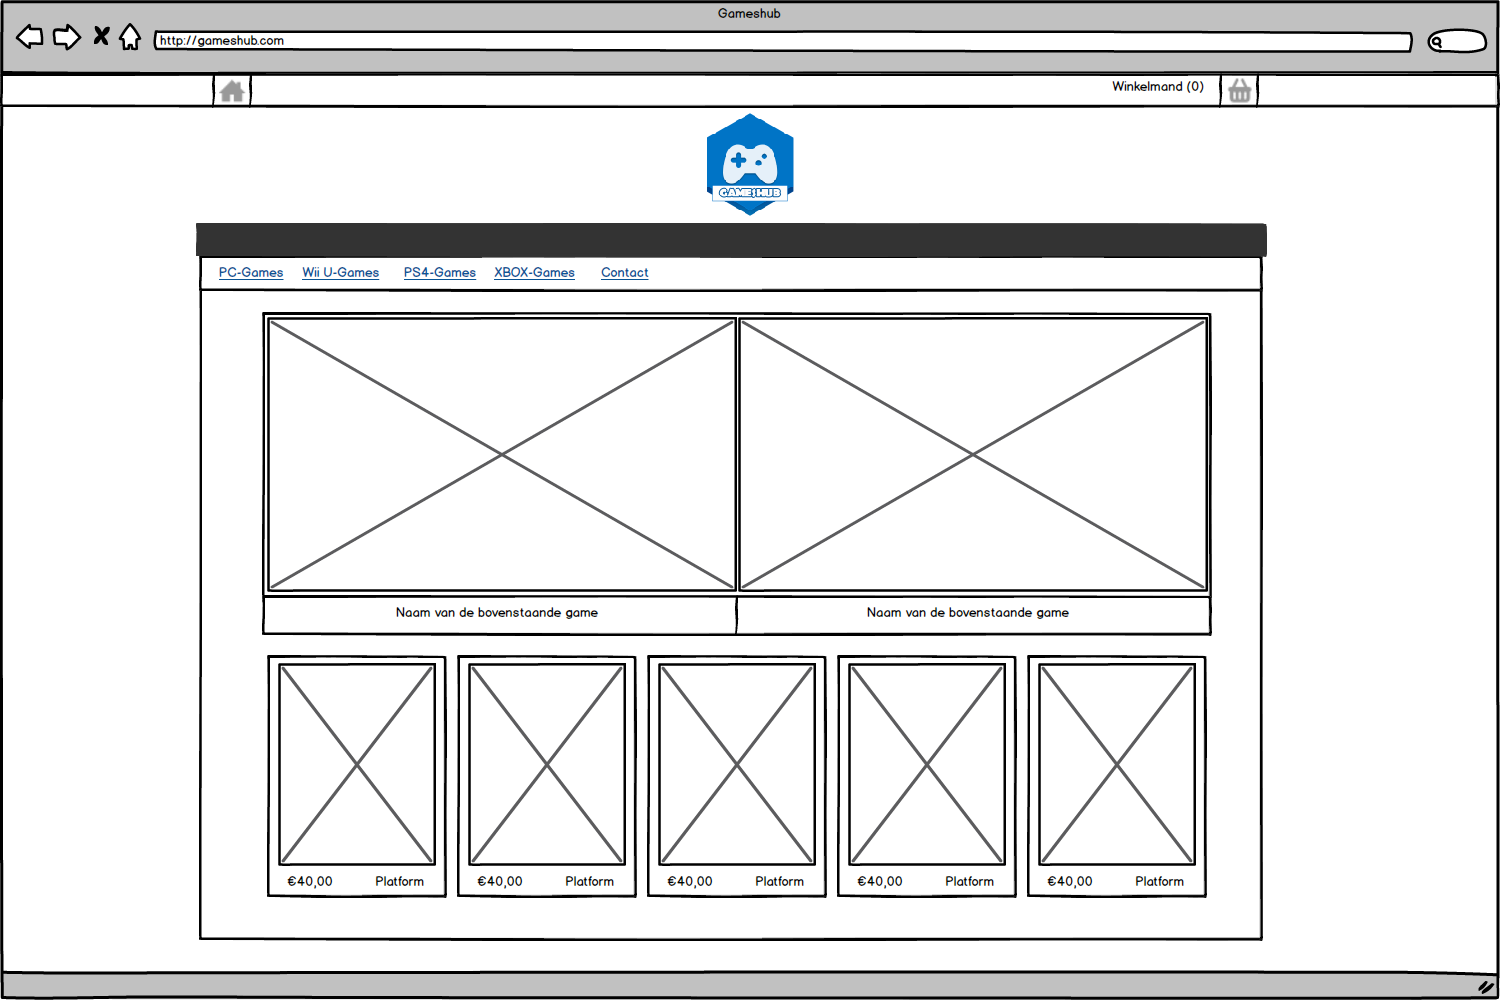 Gameshub
http://gameshub.com
Winkelmand (0)
GAMESHUB
PC-Games Wii U-Games PS4-Games XBOX-Games Contact
Naam van de bovenstaande game Naam van de bovenstaande game
€40,00 Platform €40,00 Platform €40,00 Platform €40,00 Platform €40,00 Platform